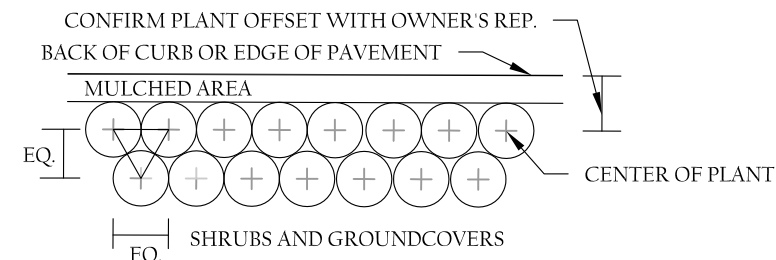 CONFIRM PLANT OFFSET WITH OWNER'S REP.
BACK OF CURB OR EDGE OF PAVEMENT
MULCHED AREA
EQ.
CENTER OF PLANT
SHRUBS AND GROUNDCOVERS
EQ.